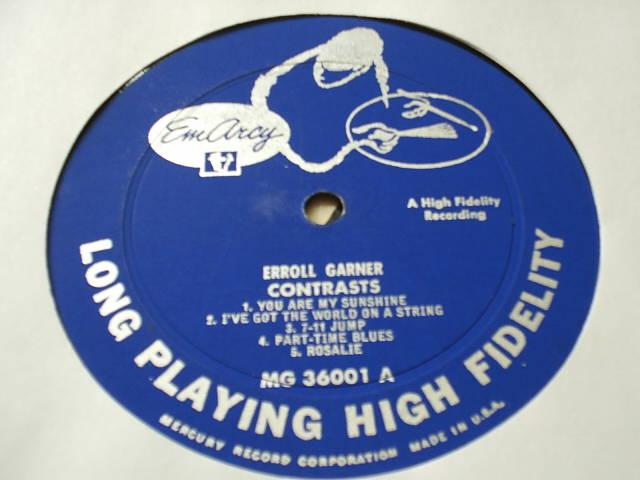 EmArcy
A High Fidelity
Recording
ERROLL GARNER
CONTRASTS
1. YOU ARE MY SUNSHINE
2. I'VE GOT THE WORLD ON A STRING
3. 7-11 JUMP
4. PART-TIME BLUES
5. ROSALIE
MG 36001 A
LONG PLAYING HIGH FIDELITY
MERCURY RECORD CORPORATION MADE IN U.S.A.